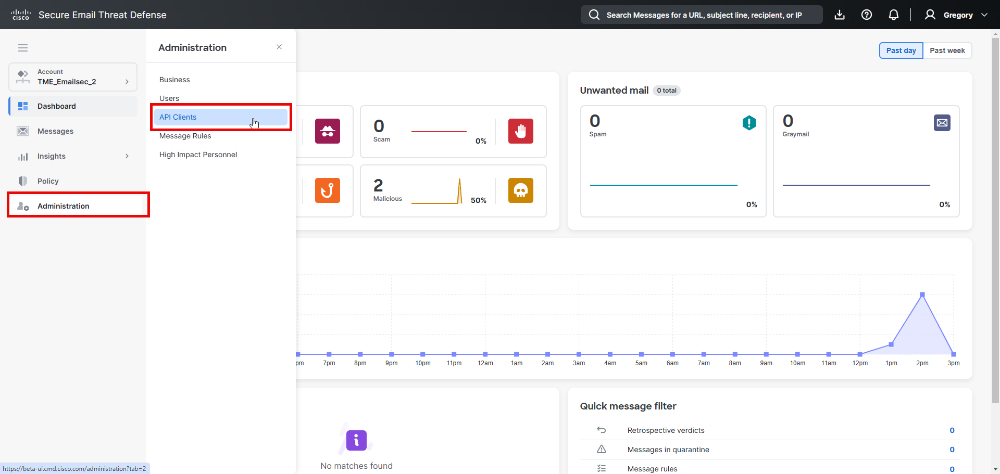 cisco
Secure Email Threat Defense
Search Messages for a URL, subject line, recipient, or IP
Gregory
Account
TME_Emailsec_2
Dashboard
Messages
Insights
Policy
Administration
Administration
Business
Users
API Clients
Message Rules
High Impact Personnel
Past day
Past week
0
Scam
0%
2
Malicious
50%
Unwanted mail
0 total
0
Spam
0%
0
Graymail
0%
pm 7pm 8pm 9pm 10pm 11pm 12am 1am 2am 3am 4am 5am 6am 7am 8am 9am 10am 11am 12pm 1pm 2pm 3pm
No matches found
Quick message filter
Retrospective verdicts 0
Messages in quarantine 0
Message rules 0
https://beta-ui.cmd.cisco.com/administration?tab=2